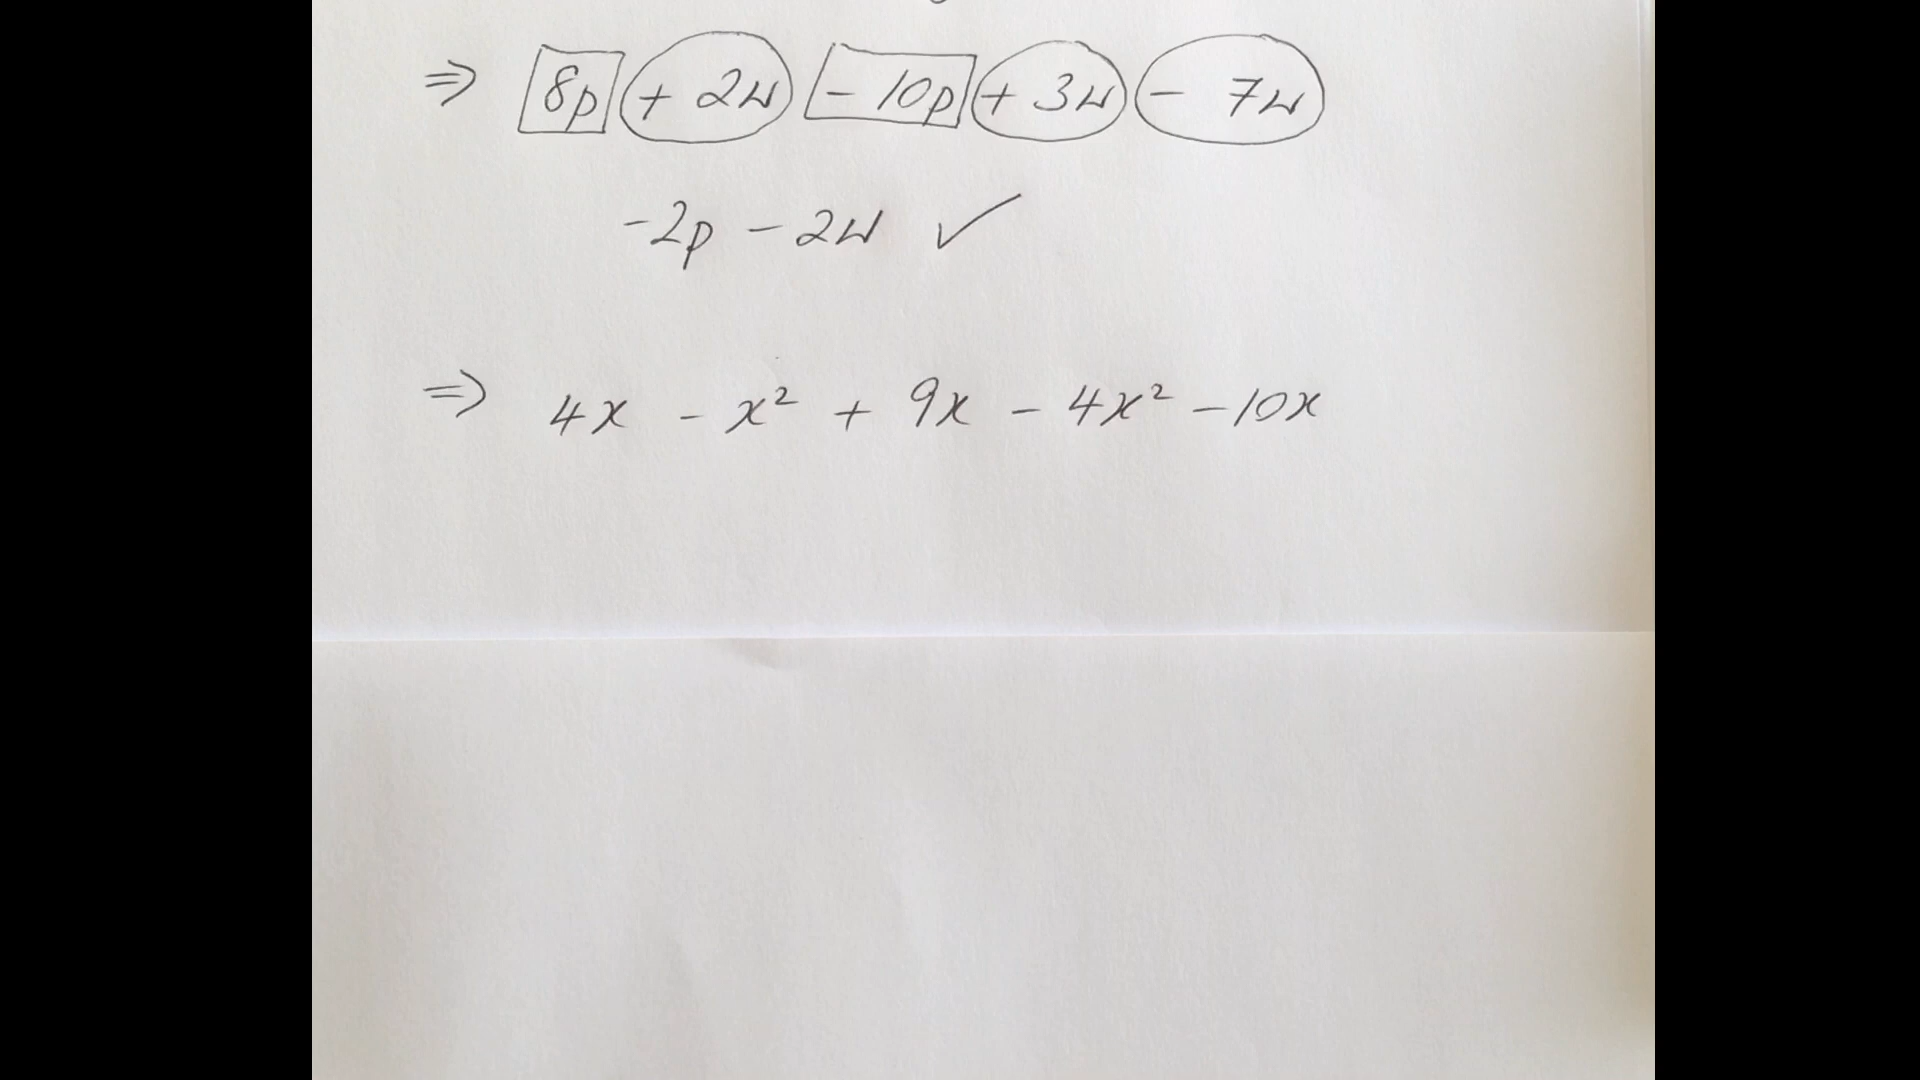 ⇒ 8p + 2w - 10p + 3w - 7w
-2p - 2w ✓
⇒ 4x - x² + 9x - 4x² - 10x